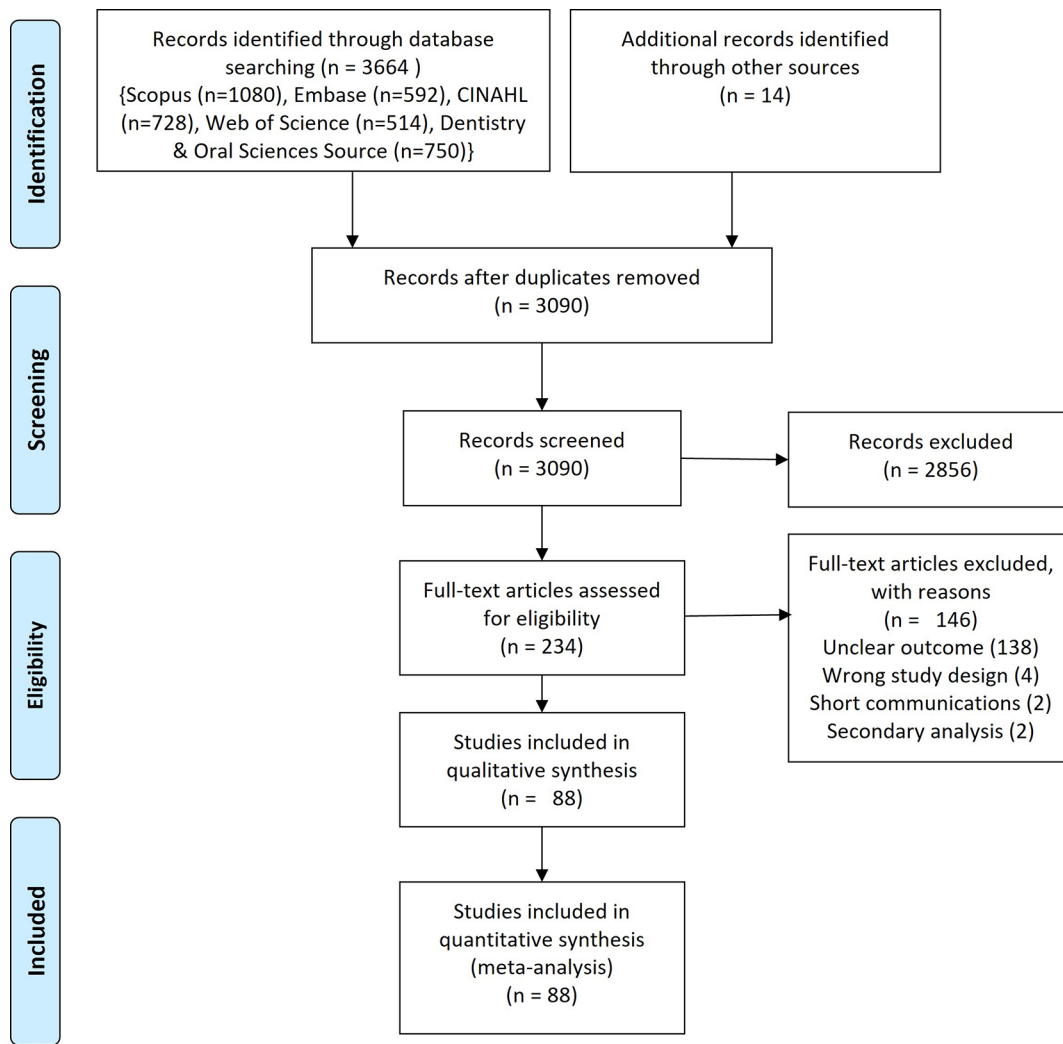 Identification
Records identified through database
searching (n = 3664 )
{Scopus (n=1080), Embase (n=592), CINAHL
(n=728), Web of Science (n=514), Dentistry
& Oral Sciences Source (n=750)}
Additional records identified
through other sources
(n = 14)
Screening
Records after duplicates removed
(n = 3090)
Records screened
(n = 3090)
Records excluded
(n = 2856)
Eligibility
Full-text articles assessed
for eligibility
(n = 234)
Full-text articles excluded,
with reasons
(n =   146)
Unclear outcome (138)
Wrong study design (4)
Short communications (2)
Secondary analysis (2)
Studies included in
qualitative synthesis
(n =   88)
Included
Studies included in
quantitative synthesis
(meta-analysis)
(n = 88)